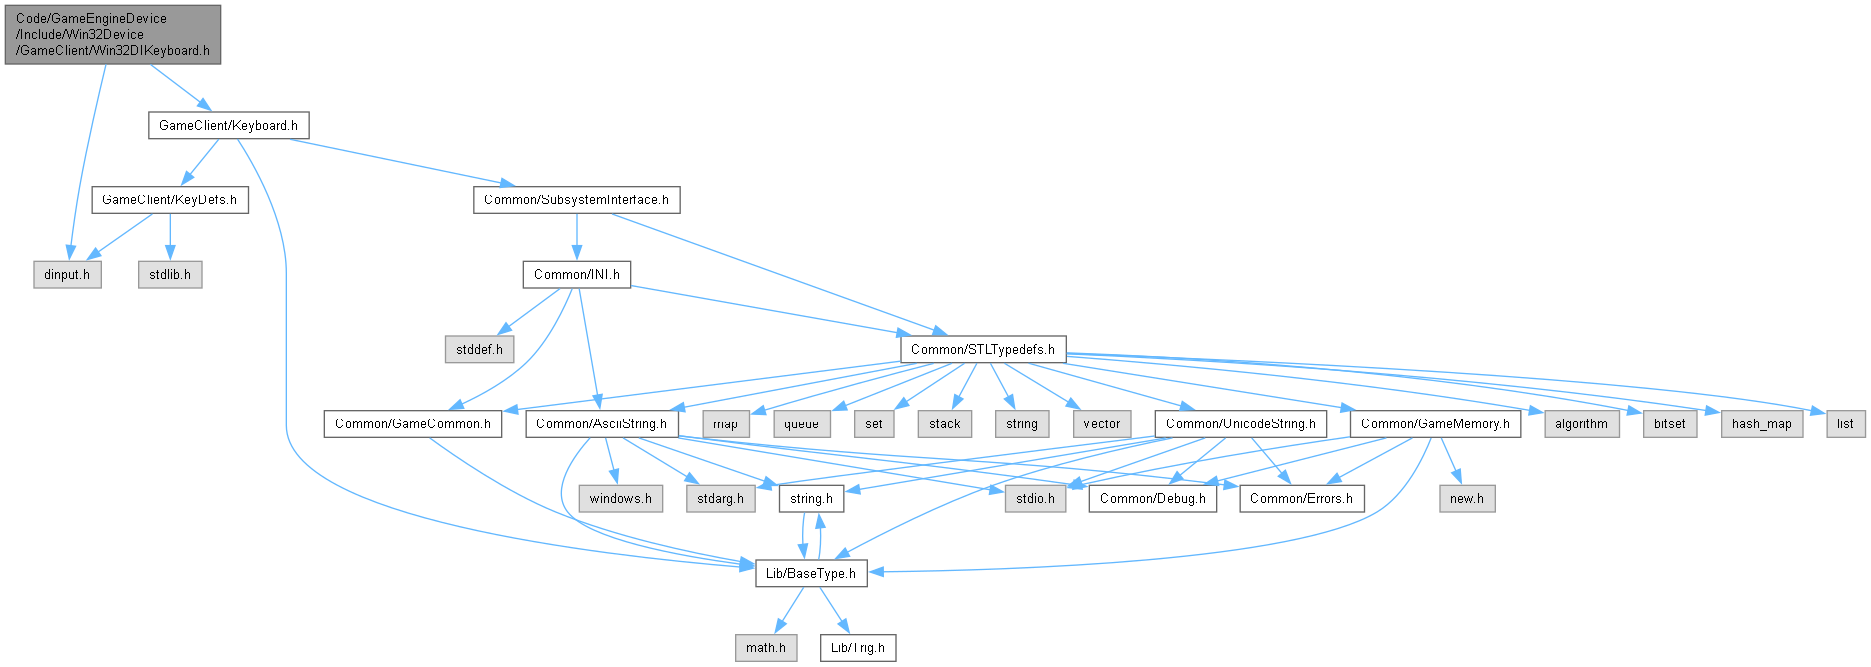 Code/GameEngineDevice
/Include/Win32Device
/GameClient/Win32DIKeyboard.h
GameClient/Keyboard.h
GameClient/KeyDefs.h
Common/SubsystemInterface.h
dinput.h
stdlib.h
Common/INI.h
stddef.h
Common/STLTypedefs.h
Common/GameCommon.h
Common/AsciiString.h
map
queue
set
stack
string
vector
Common/UnicodeString.h
Common/GameMemory.h
algorithm
bitset
hash_map
list
windows.h
stdarg.h
string.h
stdio.h
Common/Debug.h
Common/Errors.h
new.h
Lib/BaseType.h
math.h
Lib/Trig.h